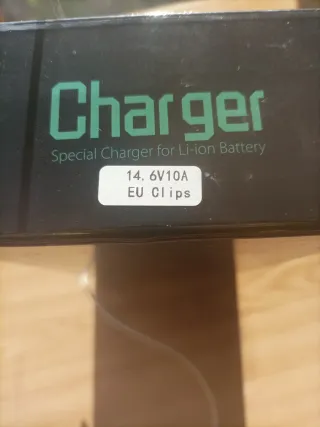 Charger
Special Charger for Li-ion Battery
14.6V10A
EU Clips